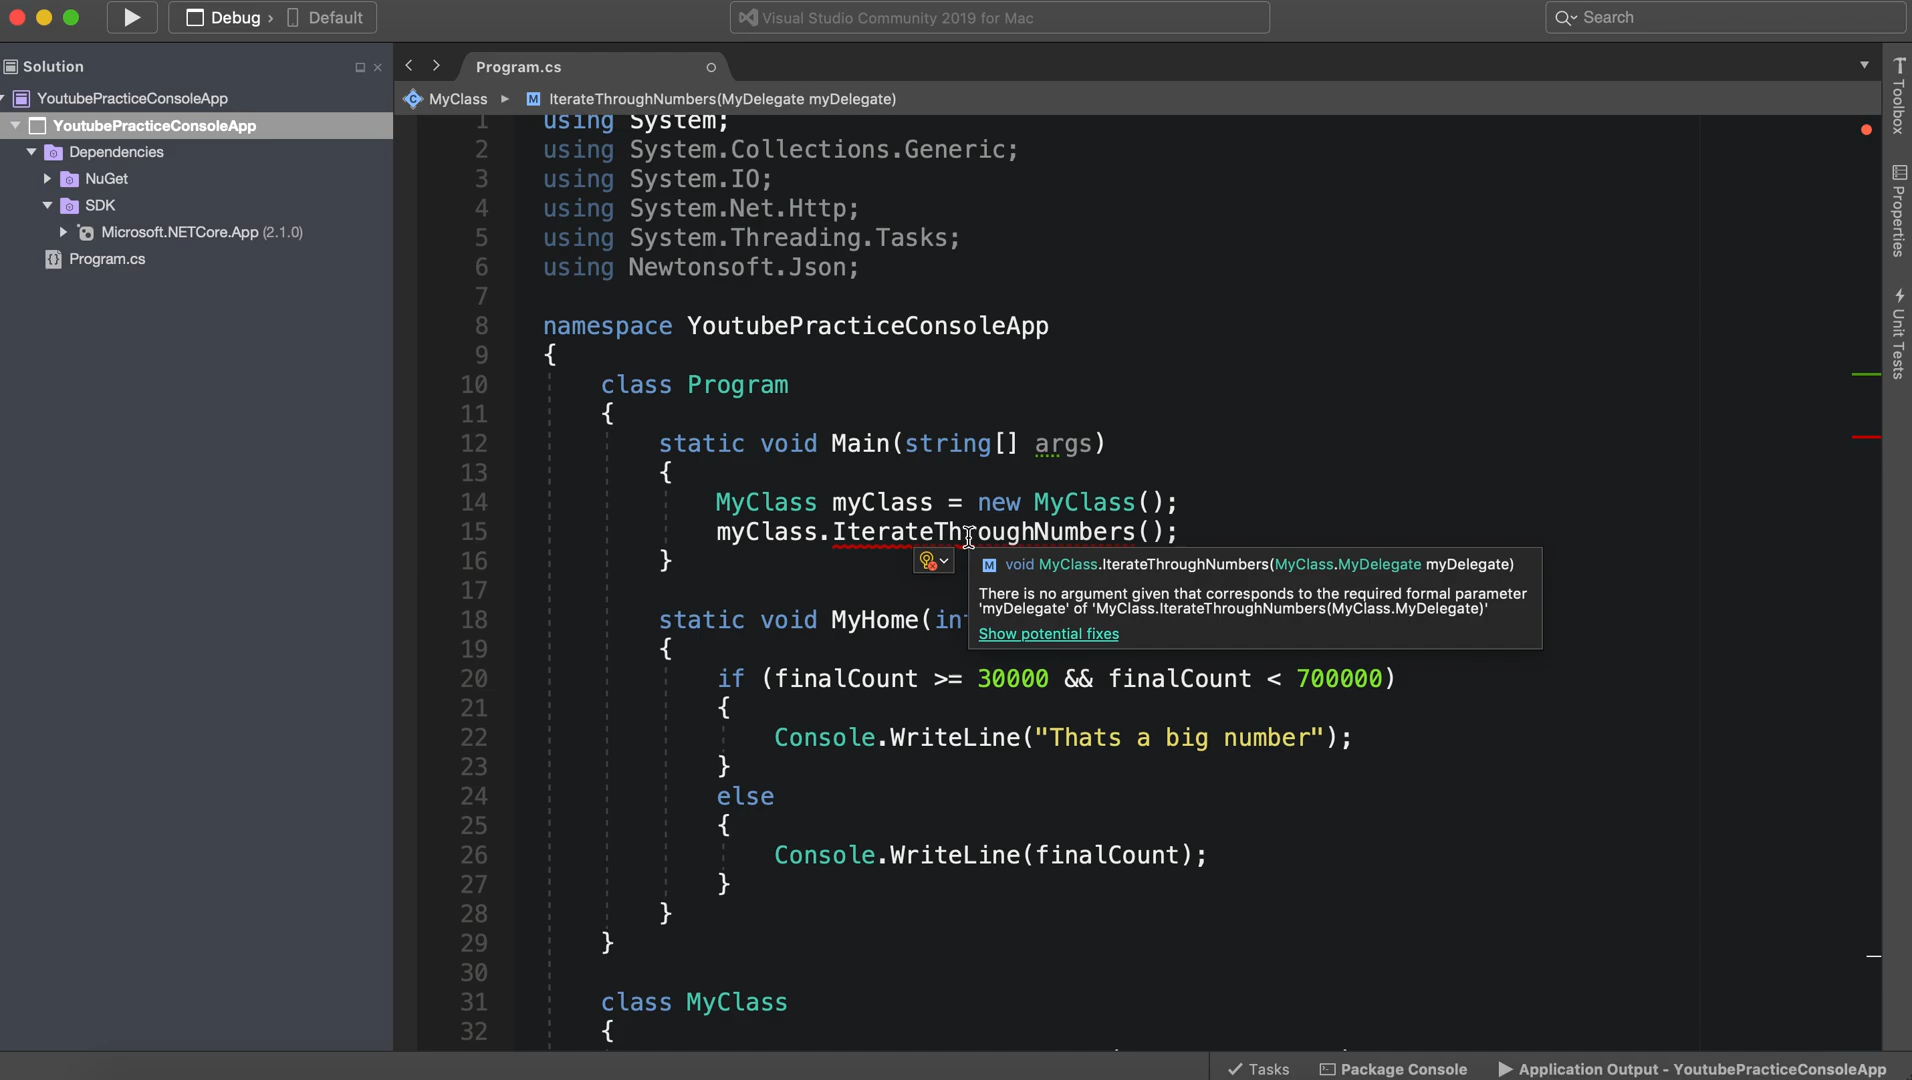 Debug › Default
Visual Studio Community 2019 for Mac
Search
Solution
YoutubePracticeConsoleApp
YoutubePracticeConsoleApp
Dependencies
NuGet
SDK
Microsoft.NETCore.App (2.1.0)
Program.cs
Program.cs
MyClass
M IterateThroughNumbers(MyDelegate myDelegate)
1 using System;
2 using System.Collections.Generic;
3 using System.IO;
4 using System.Net.Http;
5 using System.Threading.Tasks;
6 using Newtonsoft.Json;
7
8 namespace YoutubePracticeConsoleApp
9 {
10 class Program
11 {
12 static void Main(string[] args)
13 {
14 MyClass myClass = new MyClass();
15 myClass.IterateThroughNumbers();
16 }
M void MyClass.IterateThroughNumbers(MyClass.MyDelegate myDelegate)
There is no argument given that corresponds to the required formal parameter
'myDelegate' of 'MyClass.IterateThroughNumbers(MyClass.MyDelegate)'
Show potential fixes
17
18 static void MyHome(
19 {
20 if (finalCount >= 30000 && finalCount < 700000)
21 {
22 Console.WriteLine("Thats a big number");
23 }
24 else
25 {
26 Console.WriteLine(finalCount);
27 }
28 }
29 }
30
31 class MyClass
32 {
Toolbox
Properties
Unit Tests
Tasks
Package Console
Application Output - YoutubePracticeConsoleApp